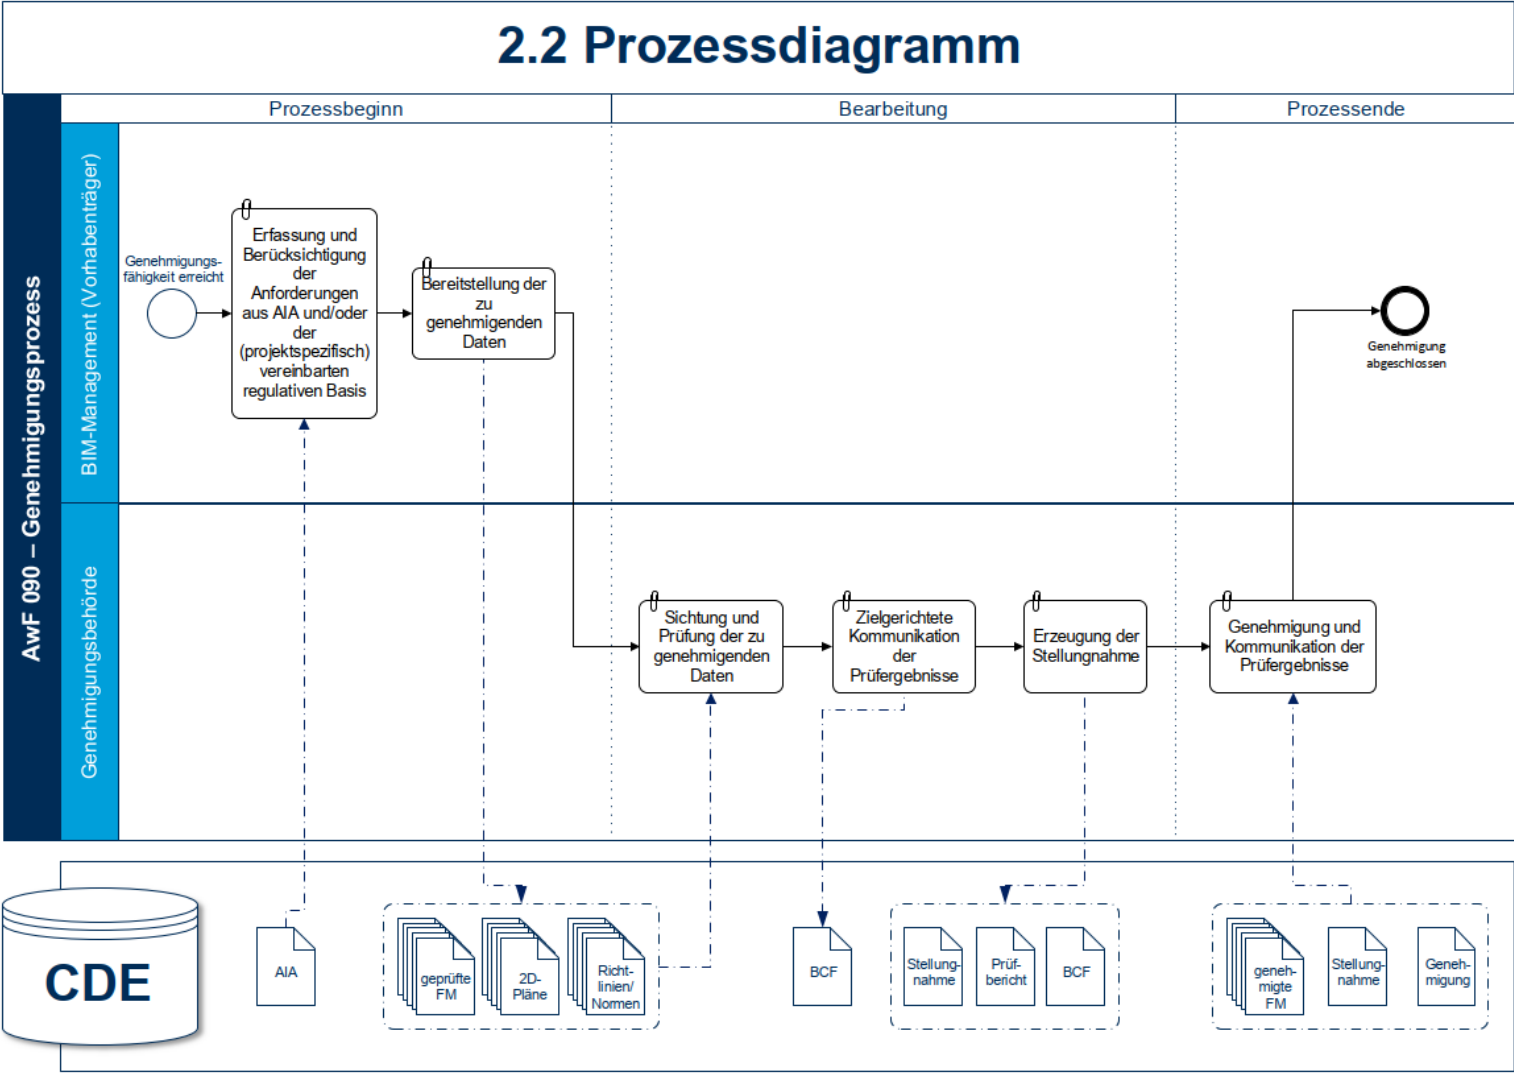 2.2 Prozessdiagramm
Prozessbeginn
Bearbeitung
Prozessende
AwF 090 – Genehmigungsprozess
BIM-Management (Vorhabenträger)
Genehmigungs-
fähigkeit erreicht
Erfassung und
Berücksichtigung
der
Anforderungen
aus AIA und/oder
der
(projektspezifisch)
vereinbarten
regulativen Basis
Bereitstellung der
zu
genehmigenden
Daten
Genehmigung
abgeschlossen
Genehmigungsbehörde
Sichtung und
Prüfung der zu
genehmigenden
Daten
Zielgerichtete
Kommunikation
der
Prüfergebnisse
Erzeugung der
Stellungnahme
Genehmigung und
Kommunikation der
Prüfergebnisse
CDE
AIA
geprüfte
FM
2D-
Pläne
Richt-
linien/
Normen
BCF
Stellung-
nahme
Prüf-
bericht
BCF
geneh-
migte
FM
Stellung-
nahme
Geneh-
migung